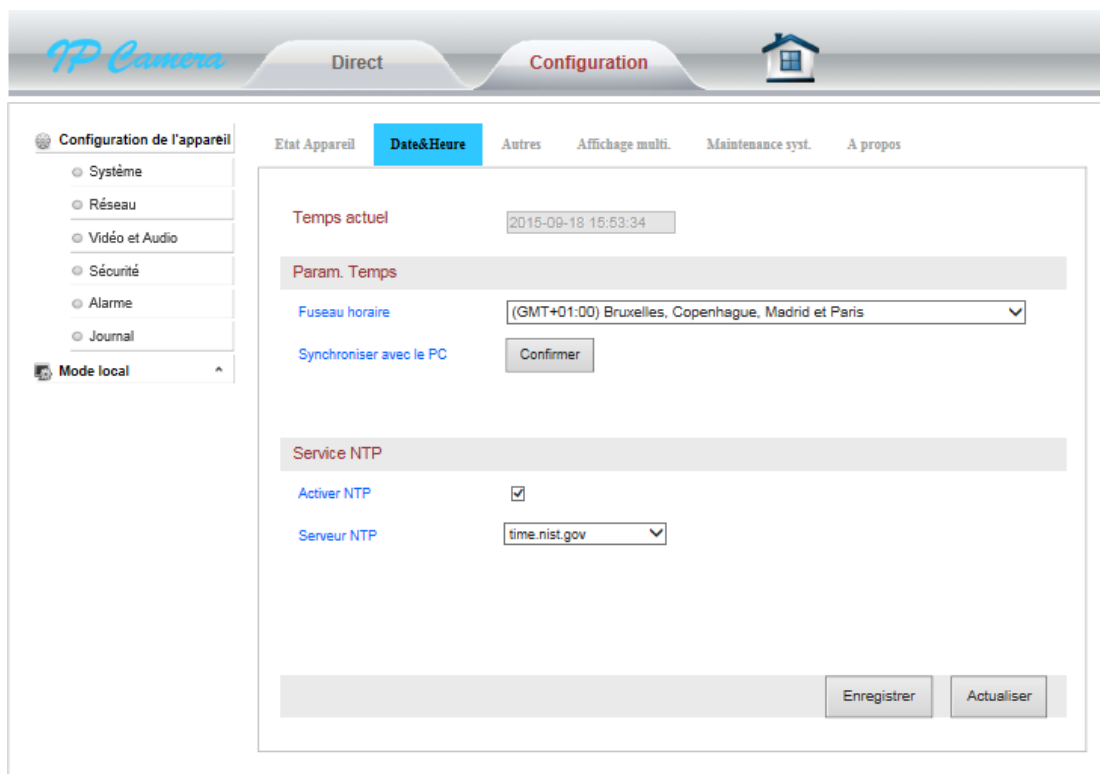 IP Camera
Direct
Configuration
Configuration de l'appareil
Système
Réseau
Vidéo et Audio
Sécurité
Alarme
Journal
Mode local
Etat Appareil
Date&Heure
Autres
Affichage multi.
Maintenance syst.
A propos
Temps actuel
2015-09-18 15:53:34
Param. Temps
Fuseau horaire
(GMT+01:00) Bruxelles, Copenhague, Madrid et Paris
Synchroniser avec le PC
Confirmer
Service NTP
Activer NTP
Serveur NTP
time.nist.gov
Enregistrer
Actualiser